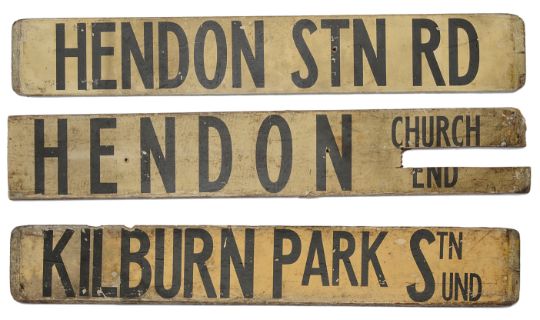 HENDON STN RD
HENDON CHURCH
END
KILBURN PARK STN
UND